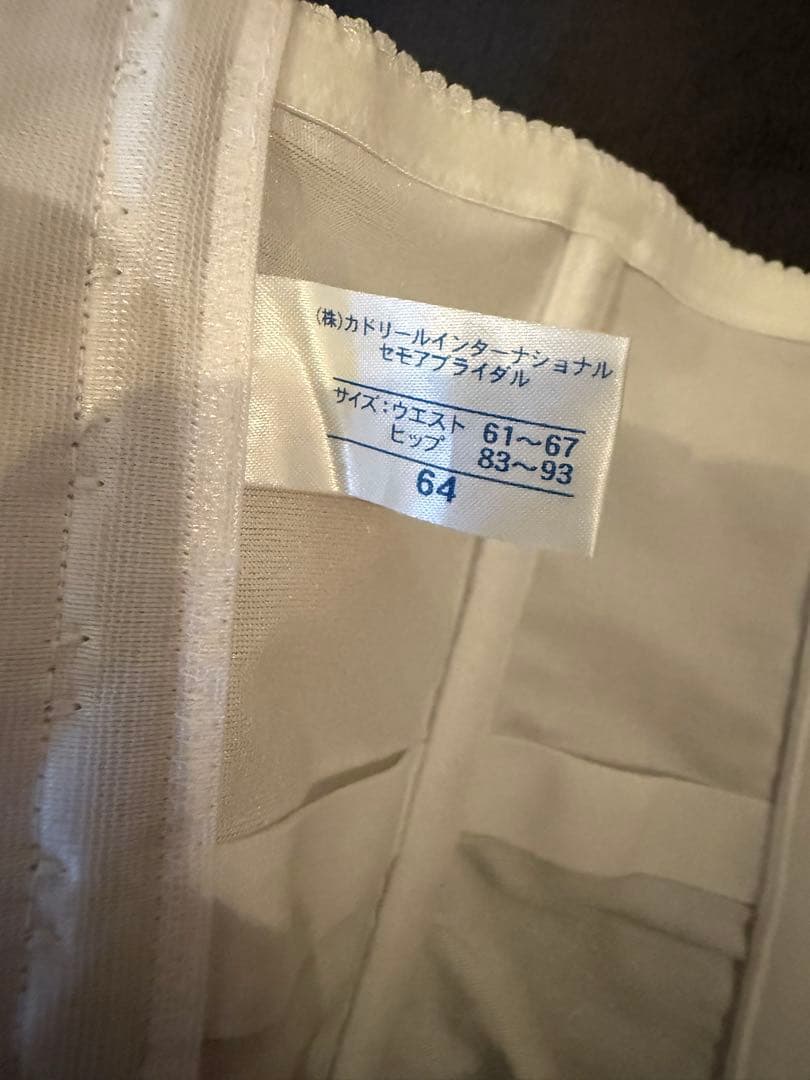 (株)カドリールインターナショナル
セモアブライダル
サイズ:ウエスト 61~67
ヒップ 83~93
64